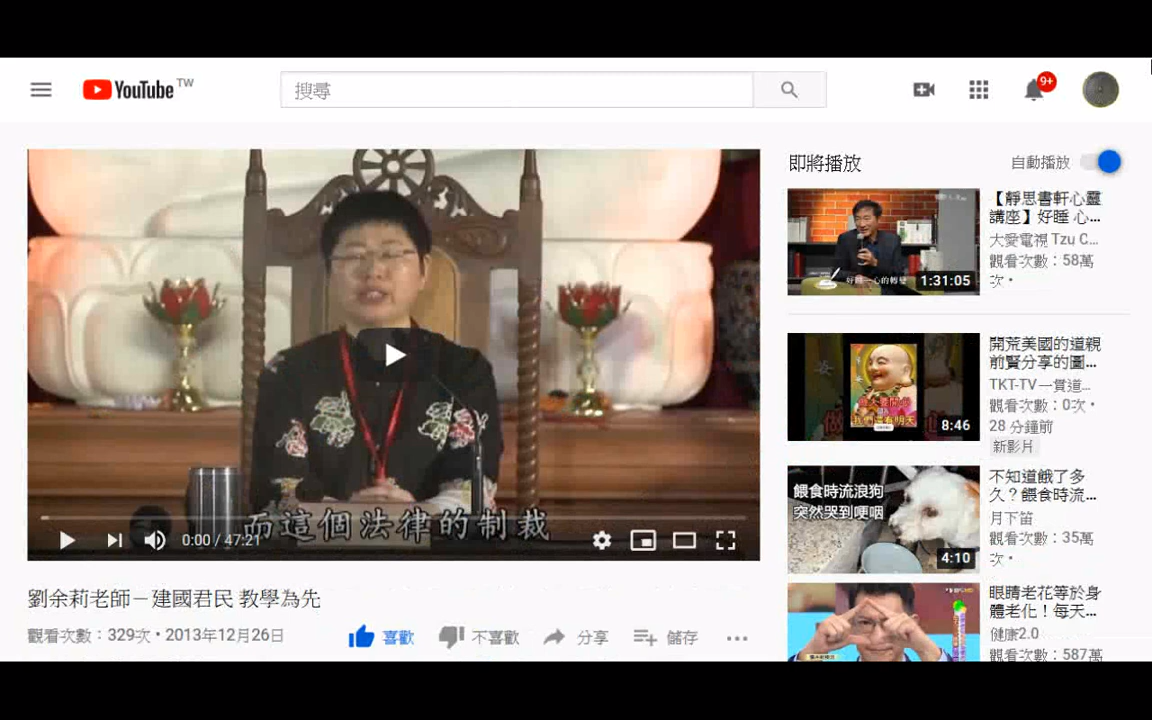 YouTube TW
搜尋
9+
而這個法律的制裁
0:00 / 47:21
劉余莉老師－建國君民 教學為先
觀看次數：329次 • 2013年12月26日
喜歡
不喜歡
分享
儲存
即將播放
自動播放
1:31:05
【靜思書軒心靈
講座】好睡 心...
大愛電視 Tzu C...
觀看次數：58萬
次 •
8:46
開荒美國的道親
前賢分享的圖...
TKT-TV 一貫道...
觀看次數：0次 •
28 分鐘前
新影片
餵食時流浪狗
突然哭到哽咽
4:10
不知道餓了多
久？餵食時流...
月下笛
觀看次數：35萬
次 •
眼睛老花等於身
體老化！每天...
健康2.0
觀看次數：587萬